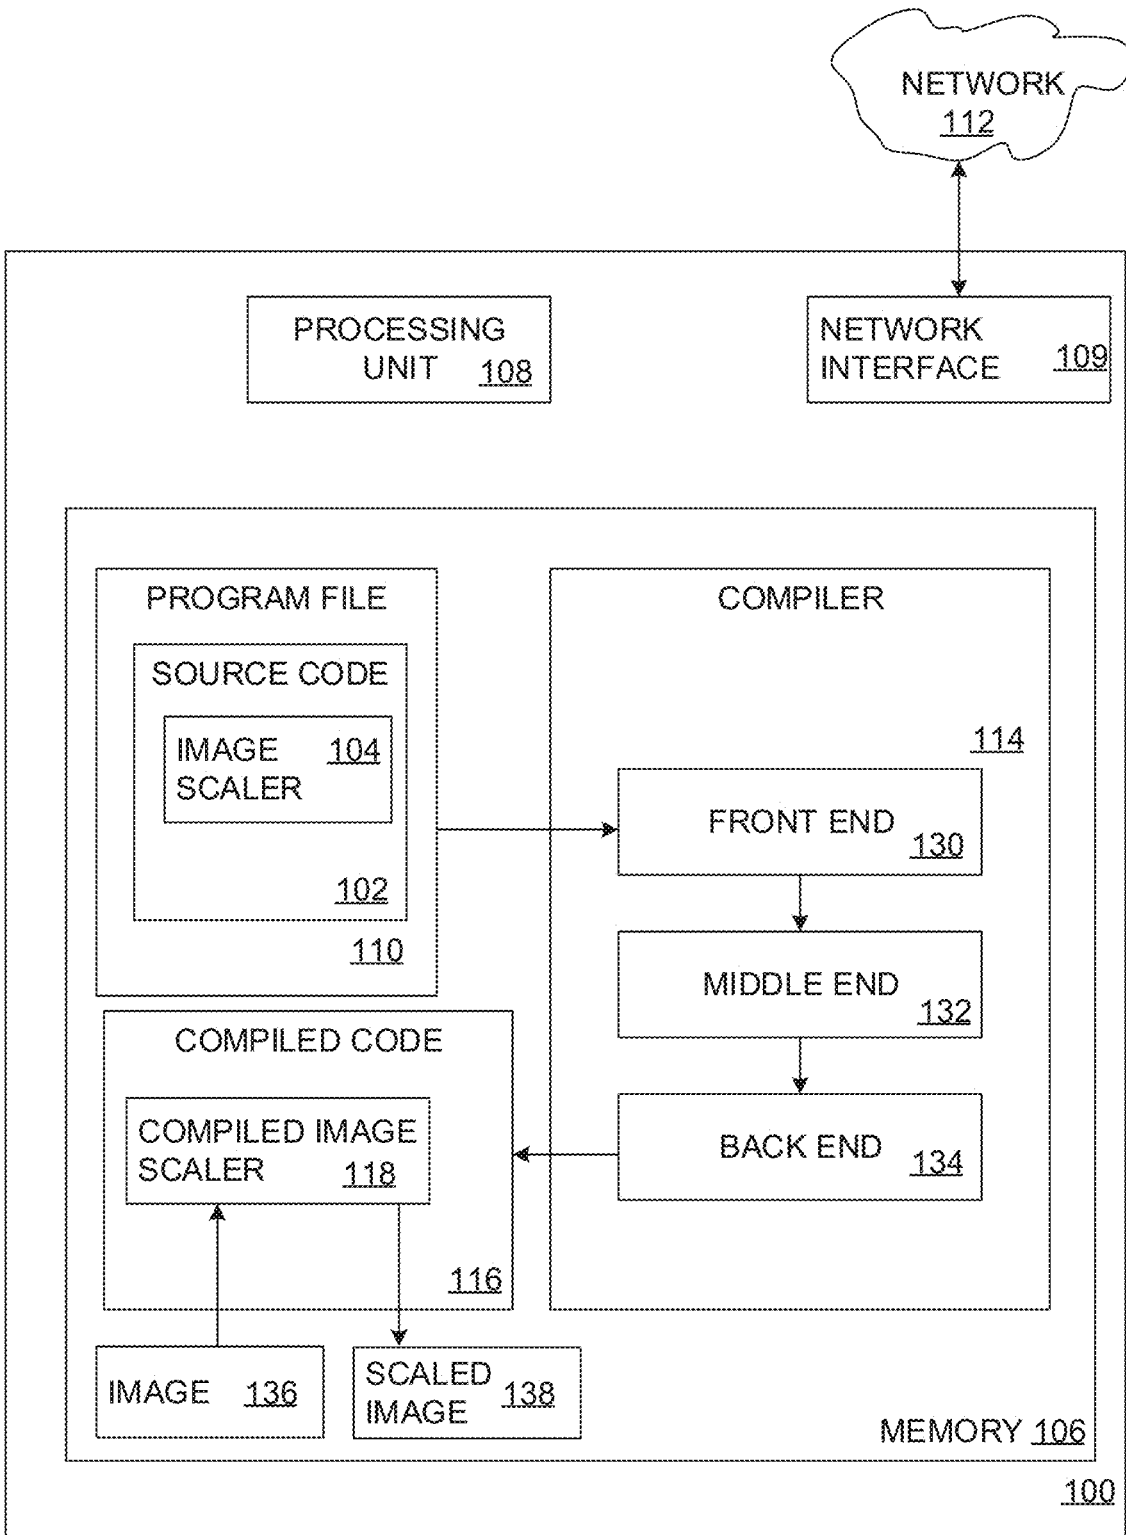 NETWORK
112
PROCESSING
UNIT 108
NETWORK
INTERFACE 109
PROGRAM FILE
SOURCE CODE
IMAGE 104
SCALER
102
110
COMPILER
114
FRONT END 130
MIDDLE END 132
BACK END 134
COMPILED CODE
COMPILED IMAGE
SCALER 118
116
IMAGE 136
SCALED
IMAGE 138
MEMORY 106
100